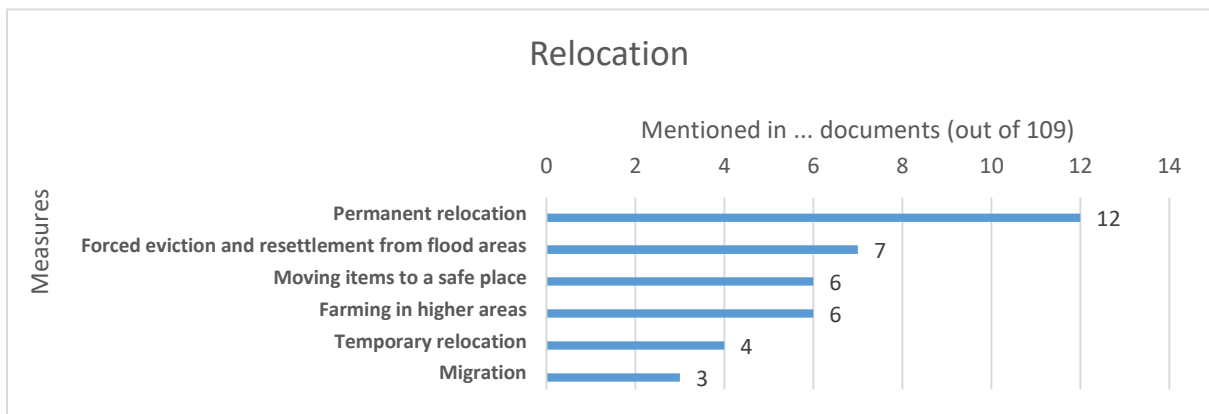 Relocation
Mentioned in ... documents (out of 109)
0 2 4 6 8 10 12 14
Measures
Permanent relocation 12
Forced eviction and resettlement from flood areas 7
Moving items to a safe place 6
Farming in higher areas 6
Temporary relocation 4
Migration 3